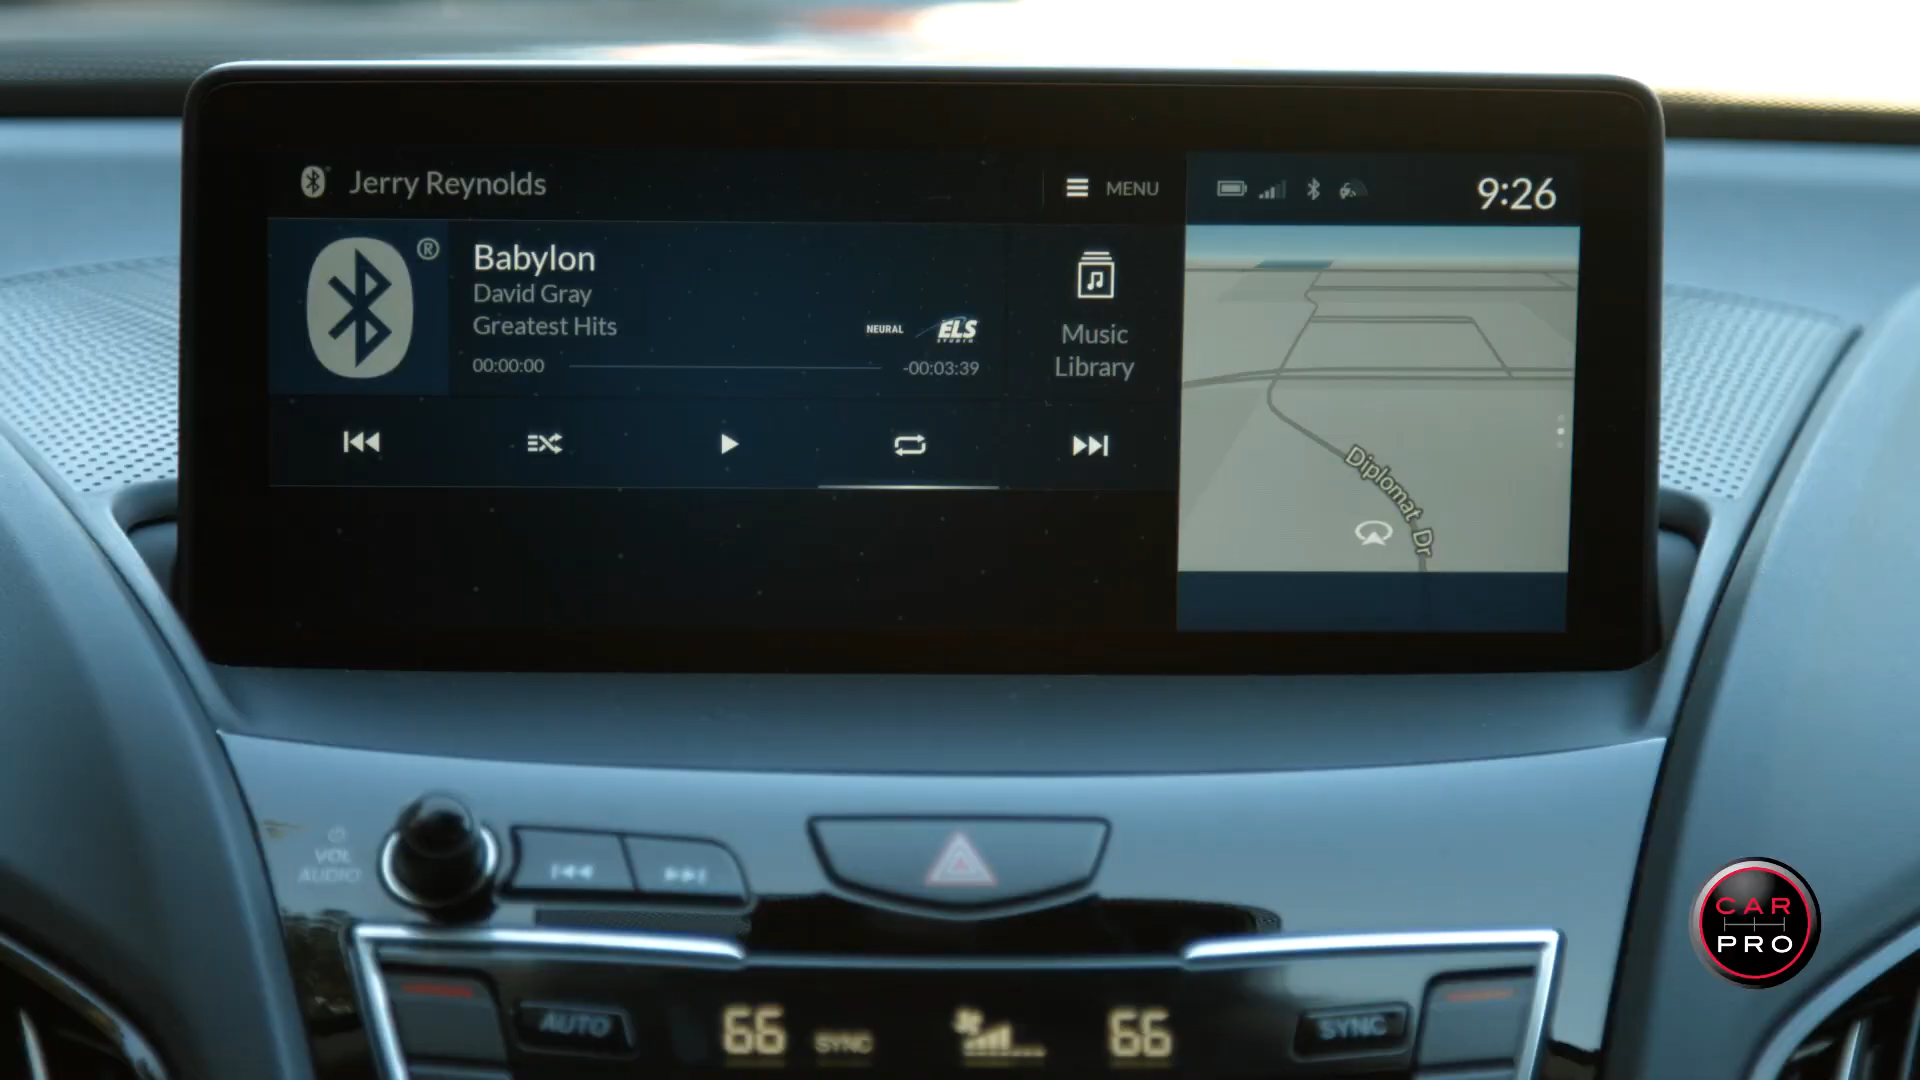 Jerry Reynolds
MENU
9:26
®
Babylon
David Gray
Greatest Hits
NEURAL
ELS
STUDIO
00:00:00
-00:03:39
Music
Library
Diplomat Dr
VOL
AUDIO
CAR
PRO
AUTO
66
SYNC
66
SYNC